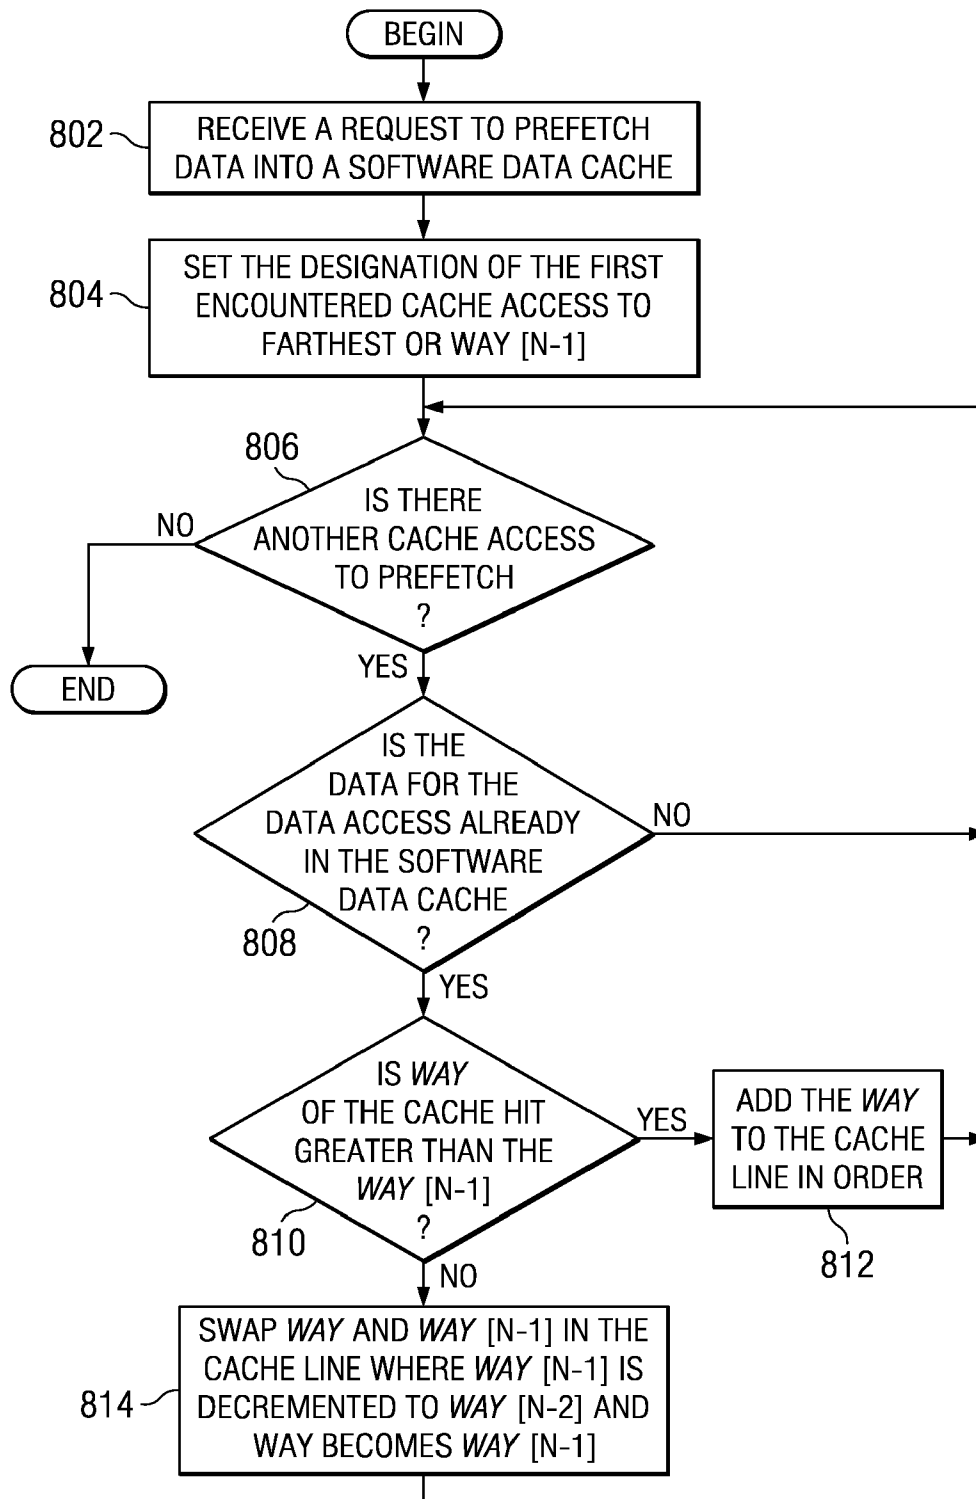 BEGIN
802
RECEIVE A REQUEST TO PREFETCH
DATA INTO A SOFTWARE DATA CACHE
804
SET THE DESIGNATION OF THE FIRST
ENCOUNTERED CACHE ACCESS TO
FARTHEST OR WAY [N-1]
806
IS THERE
ANOTHER CACHE ACCESS
TO PREFETCH
?
NO
YES
END
IS THE
DATA FOR THE
DATA ACCESS ALREADY
IN THE SOFTWARE
DATA CACHE
?
NO
808
YES
IS WAY
OF THE CACHE HIT
GREATER THAN THE
WAY [N-1]
?
YES
810
NO
ADD THE WAY
TO THE CACHE
LINE IN ORDER
812
814
SWAP WAY AND WAY [N-1] IN THE
CACHE LINE WHERE WAY [N-1] IS
DECREMENTED TO WAY [N-2] AND
WAY BECOMES WAY [N-1]